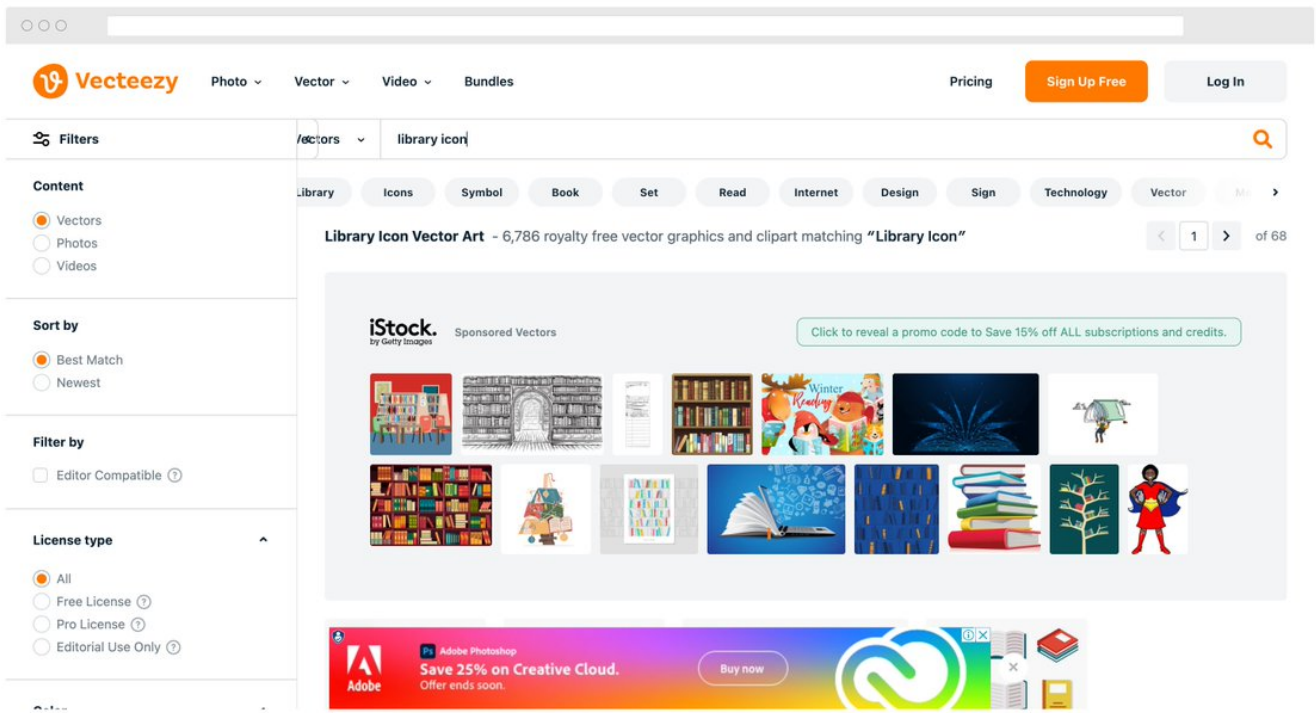 Vecteezy
Photo
Vector
Video
Bundles
Pricing
Sign Up Free
Log In
Filters
Vectors
library icon
Library
Icons
Symbol
Book
Set
Read
Internet
Design
Sign
Technology
Vector
Content
Vectors
Photos
Videos
Library Icon Vector Art - 6,786 royalty free vector graphics and clipart matching “Library Icon”
1
of 68
Sort by
Best Match
Newest
iStock.
by Getty Images
Sponsored Vectors
Click to reveal a promo code to Save 15% off ALL subscriptions and credits.
Winter
Reading
Filter by
Editor Compatible ?
License type
All
Free License ?
Pro License ?
Editorial Use Only ?
Adobe
Ps Adobe Photoshop
Save 25% on Creative Cloud.
Offer ends soon.
Buy now